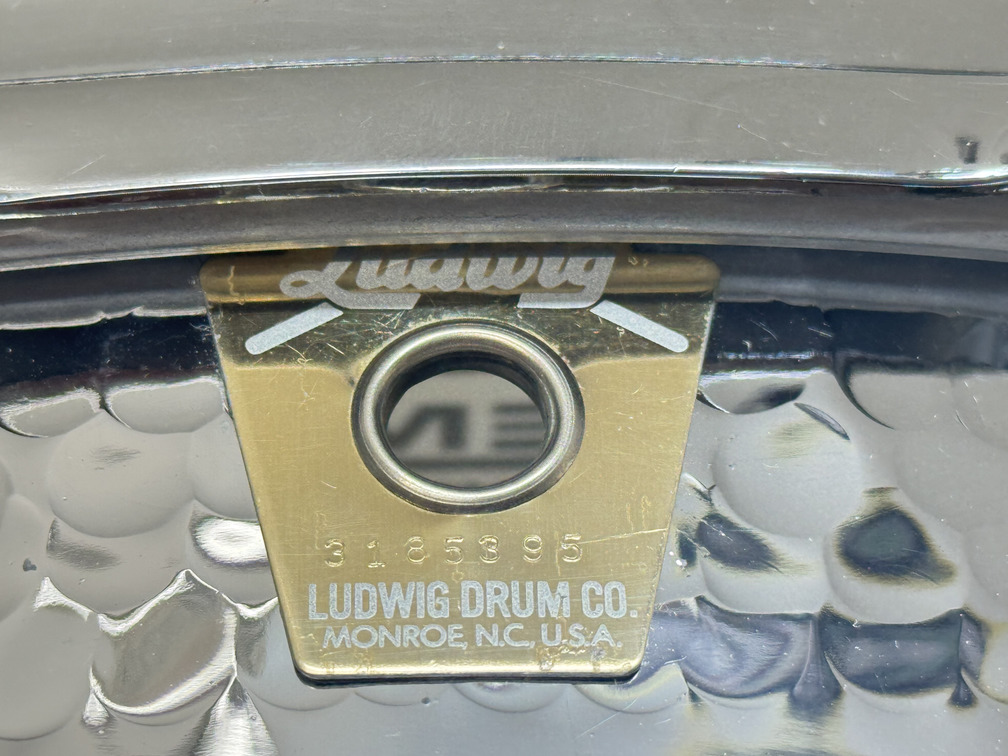 Ludwig
3185395
LUDWIG DRUM CO.
MONROE, N.C., U.S.A.